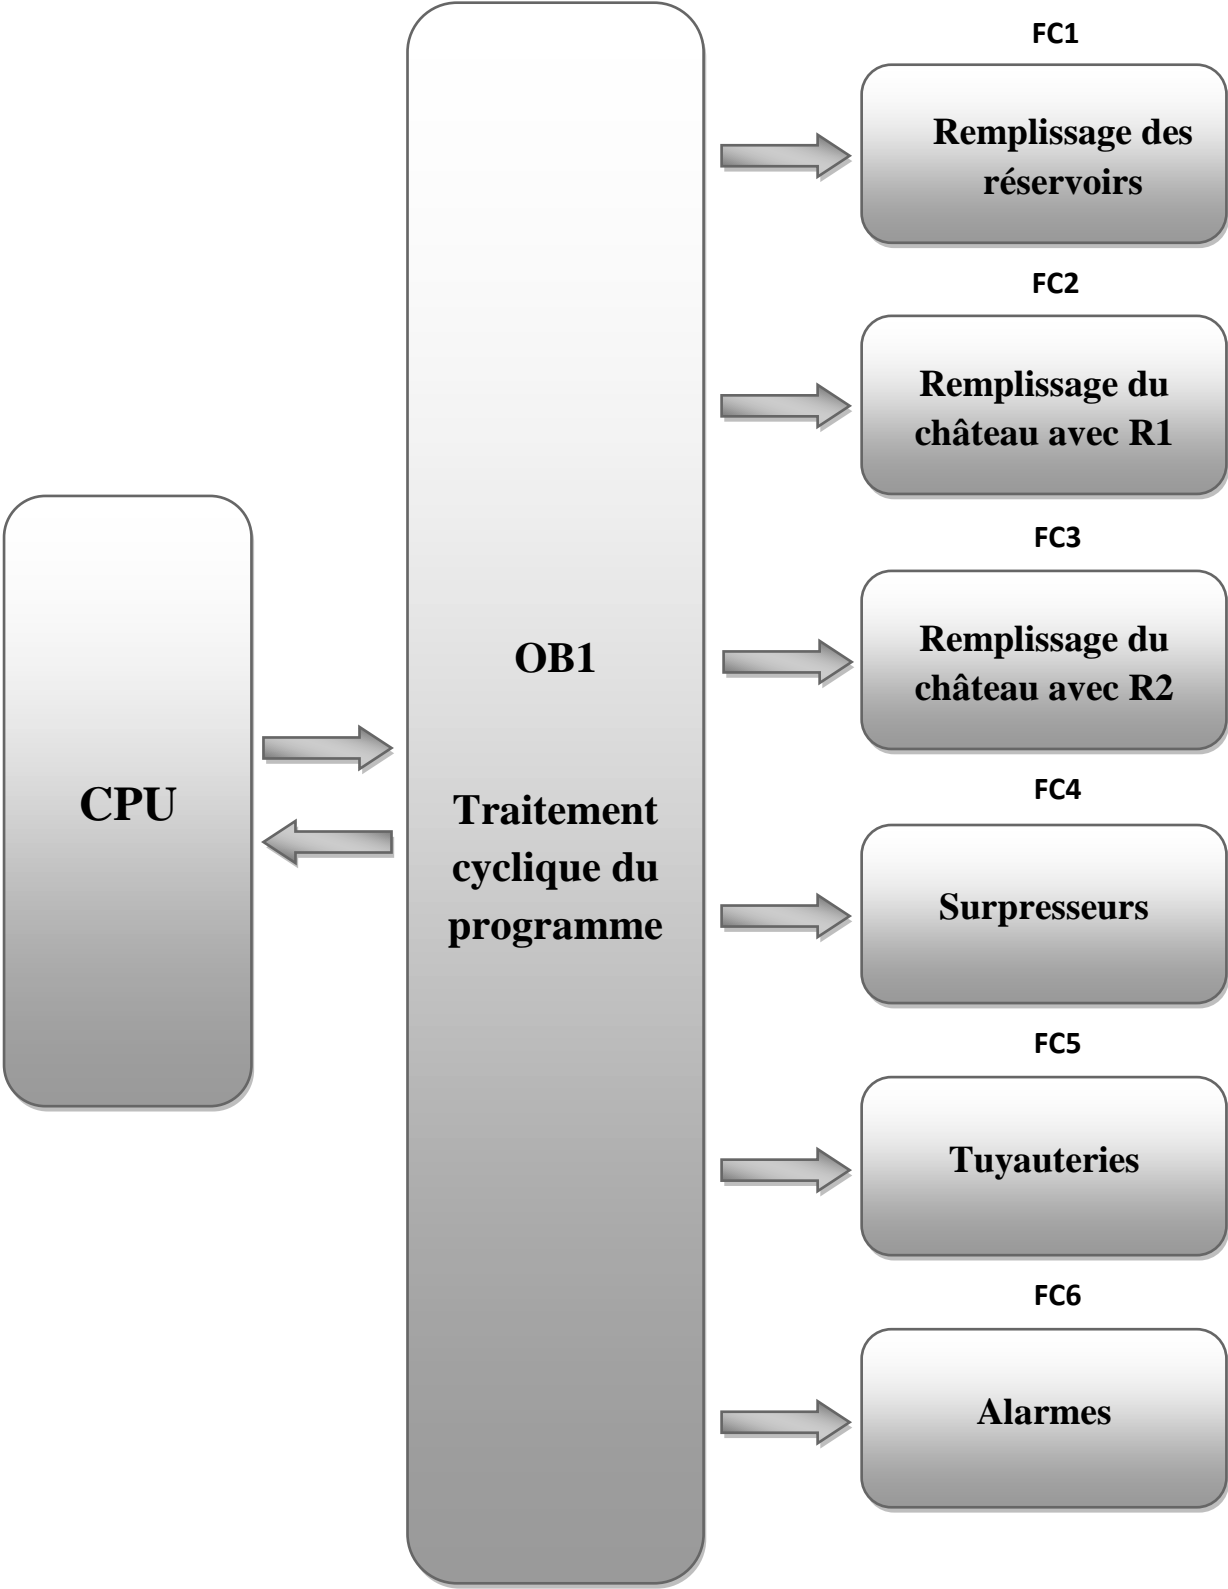 CPU
OB1
Traitement
cyclique du
programme
FC1
Remplissage des
réservoirs
FC2
Remplissage du
château avec R1
FC3
Remplissage du
château avec R2
FC4
Surpresseurs
FC5
Tuyauteries
FC6
Alarmes